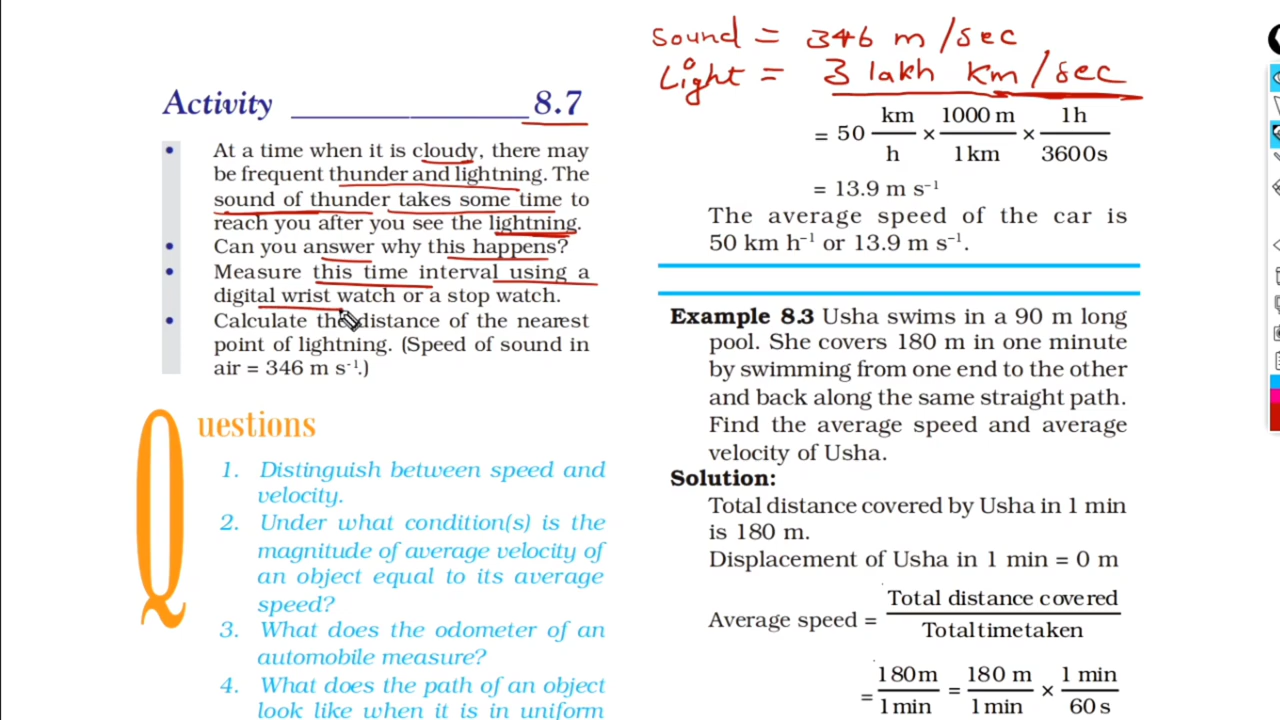 Sound = 346 m/sec
Light = 3 lakh Km/sec
Activity 8.7
• At a time when it is cloudy, there may
be frequent thunder and lightning. The
sound of thunder takes some time to
reach you after you see the lightning.
• Can you answer why this happens?
• Measure this time interval using a
digital wrist watch or a stop watch.
• Calculate the distance of the nearest
point of lightning. (Speed of sound in
air = 346 m s⁻¹.)
Questions
1. Distinguish between speed and
velocity.
2. Under what condition(s) is the
magnitude of average velocity of
an object equal to its average
speed?
3. What does the odometer of an
automobile measure?
4. What does the path of an object
look like when it is in uniform
= 50 km/h × 1000 m/1km × 1h/3600s
= 13.9 m s⁻¹
The average speed of the car is
50 km h⁻¹ or 13.9 m s⁻¹.
Example 8.3 Usha swims in a 90 m long
pool. She covers 180 m in one minute
by swimming from one end to the other
and back along the same straight path.
Find the average speed and average
velocity of Usha.
Solution:
Total distance covered by Usha in 1 min
is 180 m.
Displacement of Usha in 1 min = 0 m
Average speed = Total distance covered/Total time taken
= 180 m/1 min = 180 m/1 min × 1 min/60 s